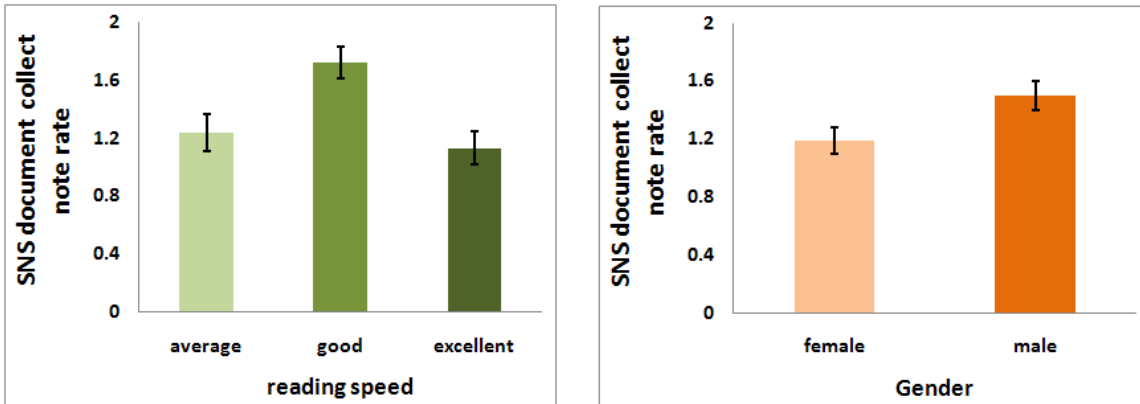 SNS document collect
note rate
2
1.6
1.2
0.8
0.4
0
average good excellent
reading speed
SNS document collect
note rate
2
1.6
1.2
0.8
0.4
0
female male
Gender